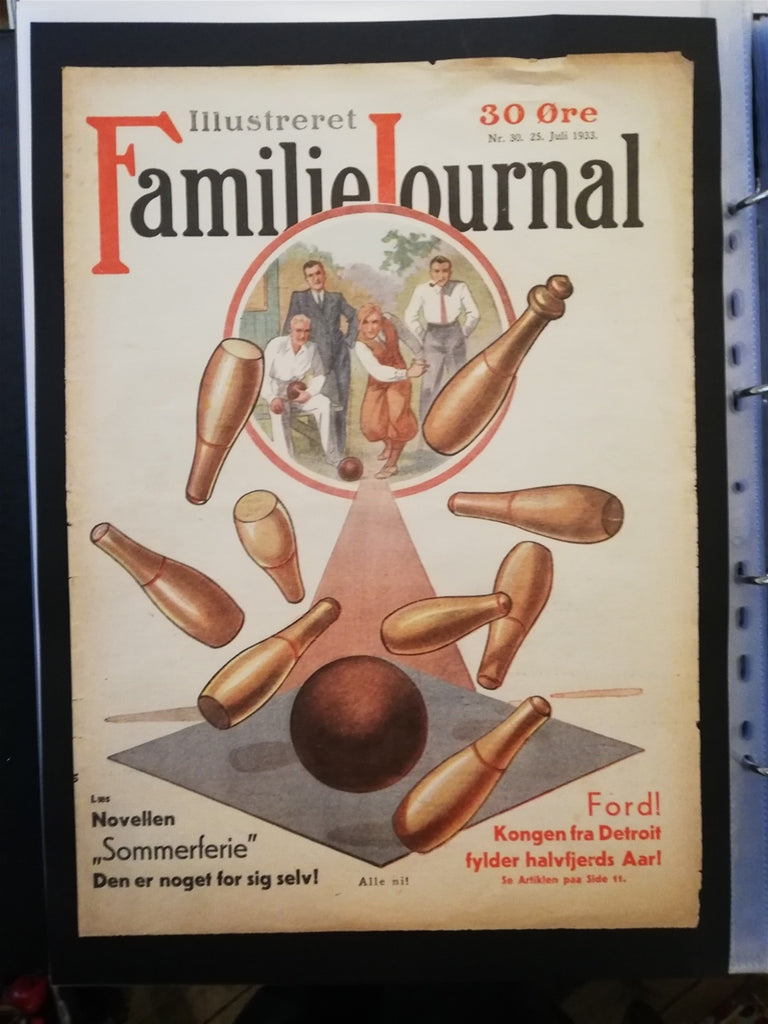 Illustreret
Familie Journal
30 Øre
Nr. 30. 25. Juli 1933.
Læs
Novellen
„Sommerferie”
Den er noget for sig selv!
Alle ni!
Ford!
Kongen fra Detroit
fylder halvfjerds Aar!
Se Artiklen paa Side 11.